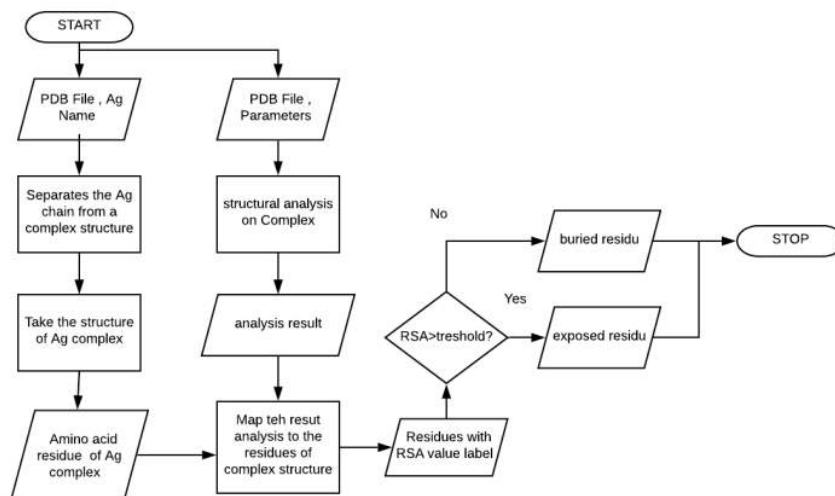 START
PDB File , Ag
Name
PDB File ,
Parameters
Separates the Ag
chain from a
complex structure
structural analysis
on Complex
Take the structure
of Ag complex
analysis result
Amino acid
residue of Ag
complex
Map teh resut
analysis to the
residues of
complex structure
Residues with
RSA value label
RSA>treshold?
No
Yes
buried residu
exposed residu
STOP